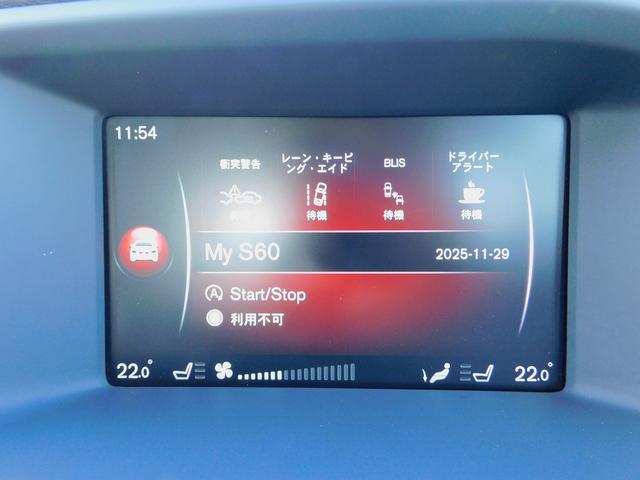 11:54
衝突警告
レーン・キーピ
ング・エイド
BLIS
ドライバー
アラート
待機
待機
待機
My S60
2025-11-29
Start/Stop
利用不可
22.0°
22.0°